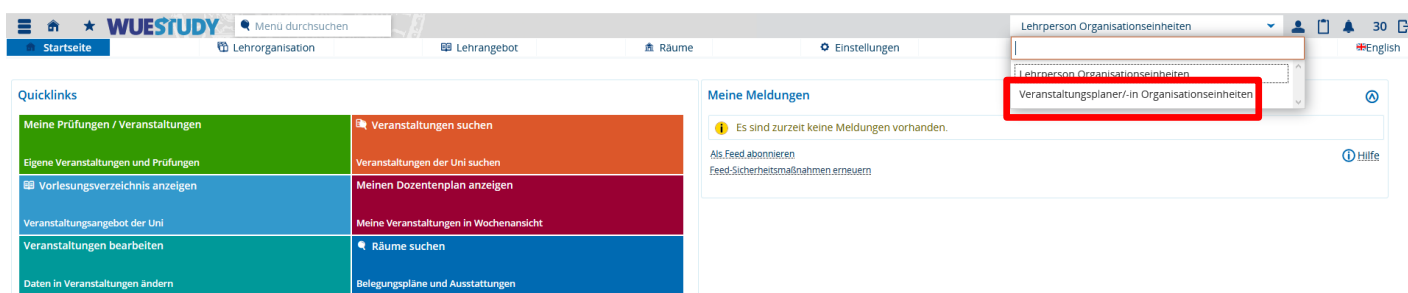 WUESTUDY Menü durchsuchen Lehrperson Organisationseinheiten 30
Startseite Lehrorganisation Lehrangebot Räume Einstellungen English
Lehrperson Organisationseinheiten
Veranstaltungsplaner/-in Organisationseinheiten
Quicklinks
Meine Prüfungen / Veranstaltungen
Eigene Veranstaltungen und Prüfungen
Veranstaltungen suchen
Veranstaltungen der Uni suchen
Vorlesungsverzeichnis anzeigen
Veranstaltungsangebot der Uni
Meinen Dozentenplan anzeigen
Meine Veranstaltungen in Wochenansicht
Veranstaltungen bearbeiten
Daten in Veranstaltungen ändern
Räume suchen
Belegungspläne und Ausstattungen
Meine Meldungen
Es sind zurzeit keine Meldungen vorhanden.
Als Feed abonnieren
Feed-Sicherheitsmaßnahmen erneuern
Hilfe